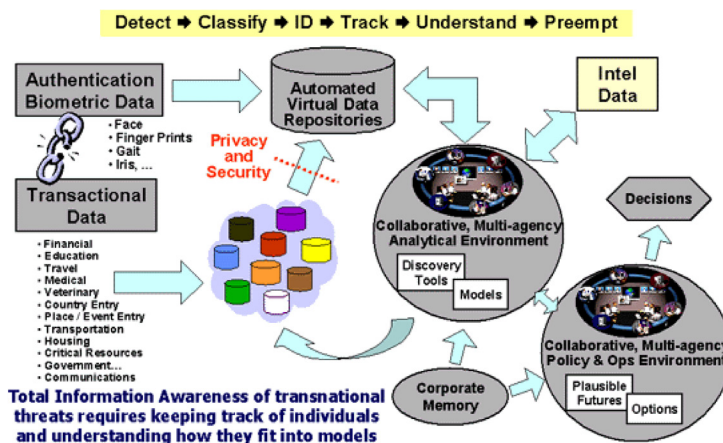 Detect ➔ Classify ➔ ID ➔ Track ➔ Understand ➔ Preempt
Authentication
Biometric Data
• Face
• Finger Prints
• Gait
• Iris, ...
Automated
Virtual Data
Repositories
Intel
Data
Privacy
and
Security
Transactional
Data
• Financial
• Education
• Travel
• Medical
• Veterinary
• Country Entry
• Place / Event Entry
• Transportation
• Housing
• Critical Resources
• Government...
• Communications
Collaborative, Multi-agency
Analytical Environment
Discovery
Tools
Models
Decisions
Collaborative, Multi-agency
Policy & Ops Environment
Plausible
Futures
Options
Corporate
Memory
Total Information Awareness of transnational
threats requires keeping track of individuals
and understanding how they fit into models